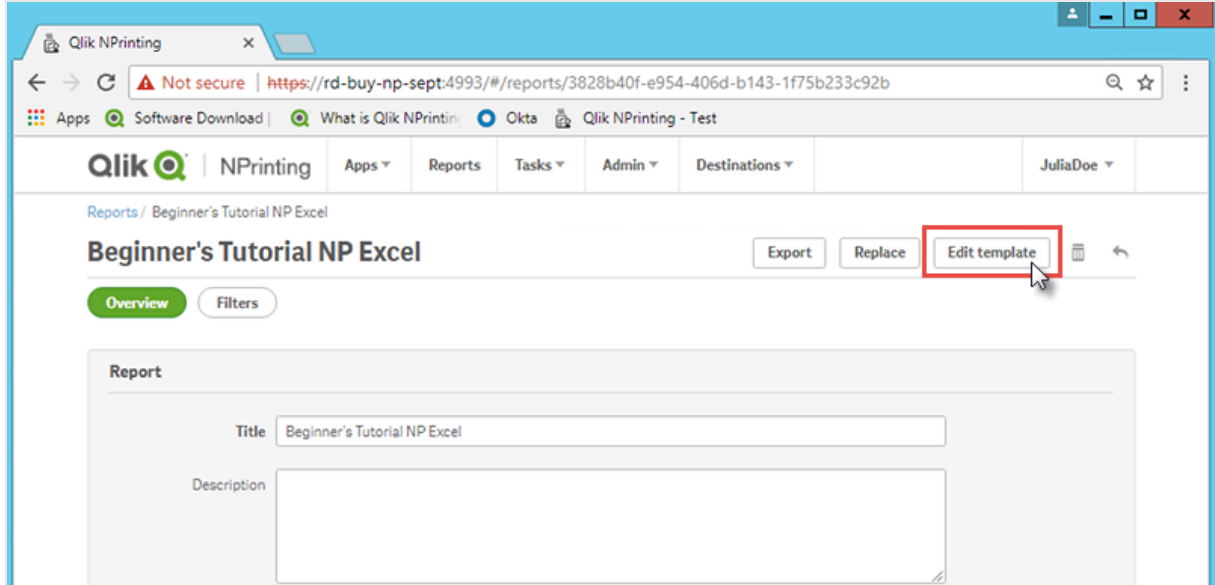 Qlik NPrinting
Not secure | https://rd-buy-np-sept:4993/#/reports/3828b40f-e954-406d-b143-1f75b233c92b
Apps Software Download | What is Qlik NPrintin Okta Qlik NPrinting - Test
Qlik NPrinting Apps Reports Tasks Admin Destinations JuliaDoe
Reports / Beginner's Tutorial NP Excel
Beginner's Tutorial NP Excel Export Replace Edit template
Overview Filters
Report
Title Beginner's Tutorial NP Excel
Description